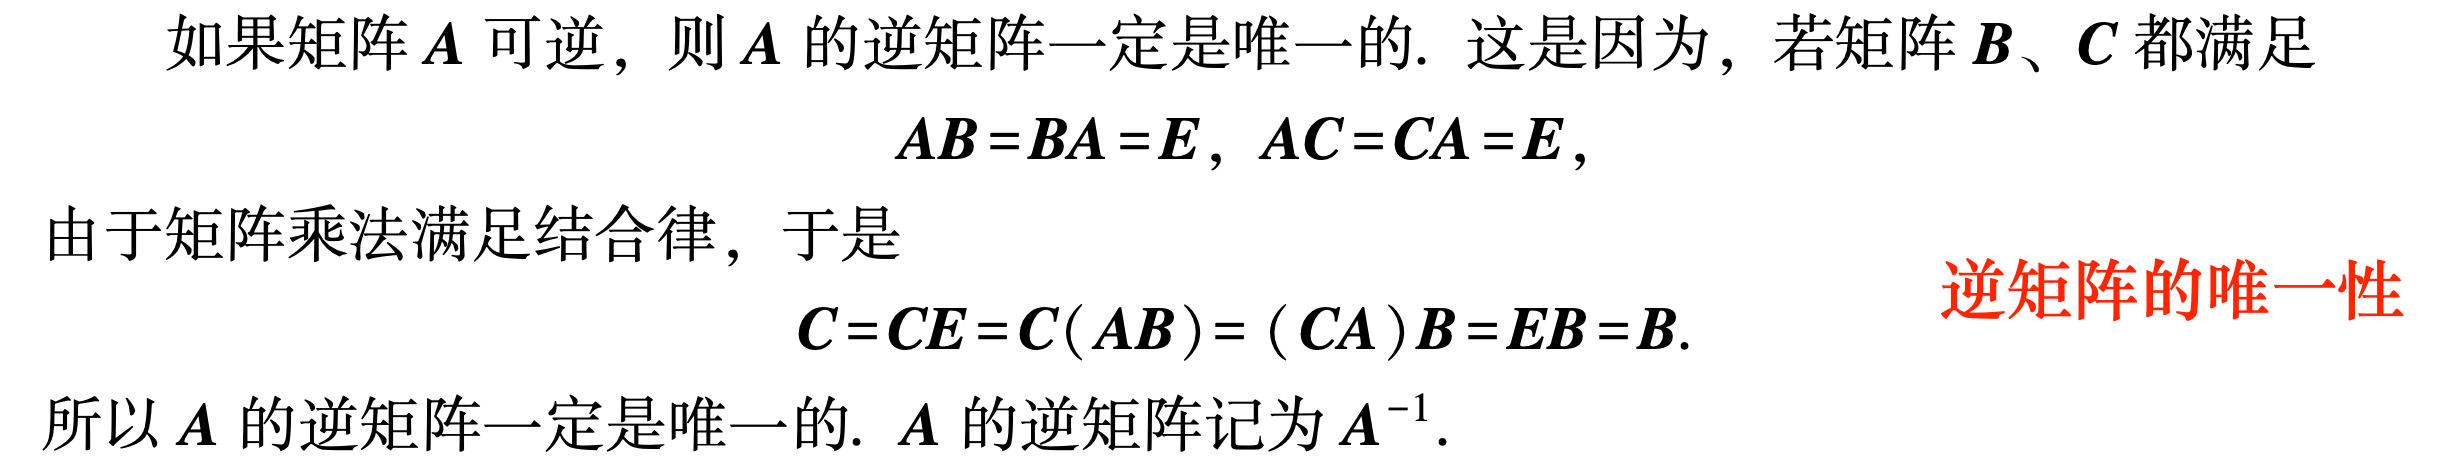 如果矩阵 A 可逆，则 A 的逆矩阵一定是唯一的. 这是因为，若矩阵 B、C 都满足
AB=BA=E，AC=CA=E，
由于矩阵乘法满足结合律，于是
逆矩阵的唯一性
C=CE=C(AB)=(CA)B=EB=B.
所以 A 的逆矩阵一定是唯一的. A 的逆矩阵记为 A⁻¹.